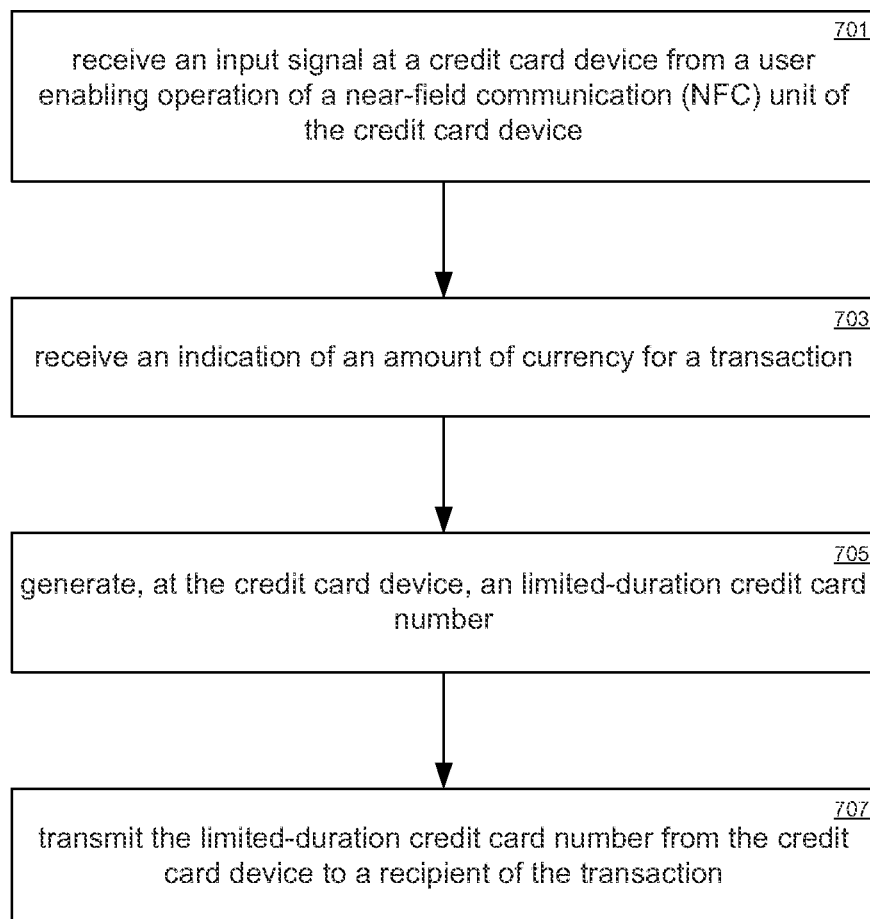 701
receive an input signal at a credit card device from a user
enabling operation of a near-field communication (NFC) unit of
the credit card device
703
receive an indication of an amount of currency for a transaction
705
generate, at the credit card device, an limited-duration credit card
number
707
transmit the limited-duration credit card number from the credit
card device to a recipient of the transaction